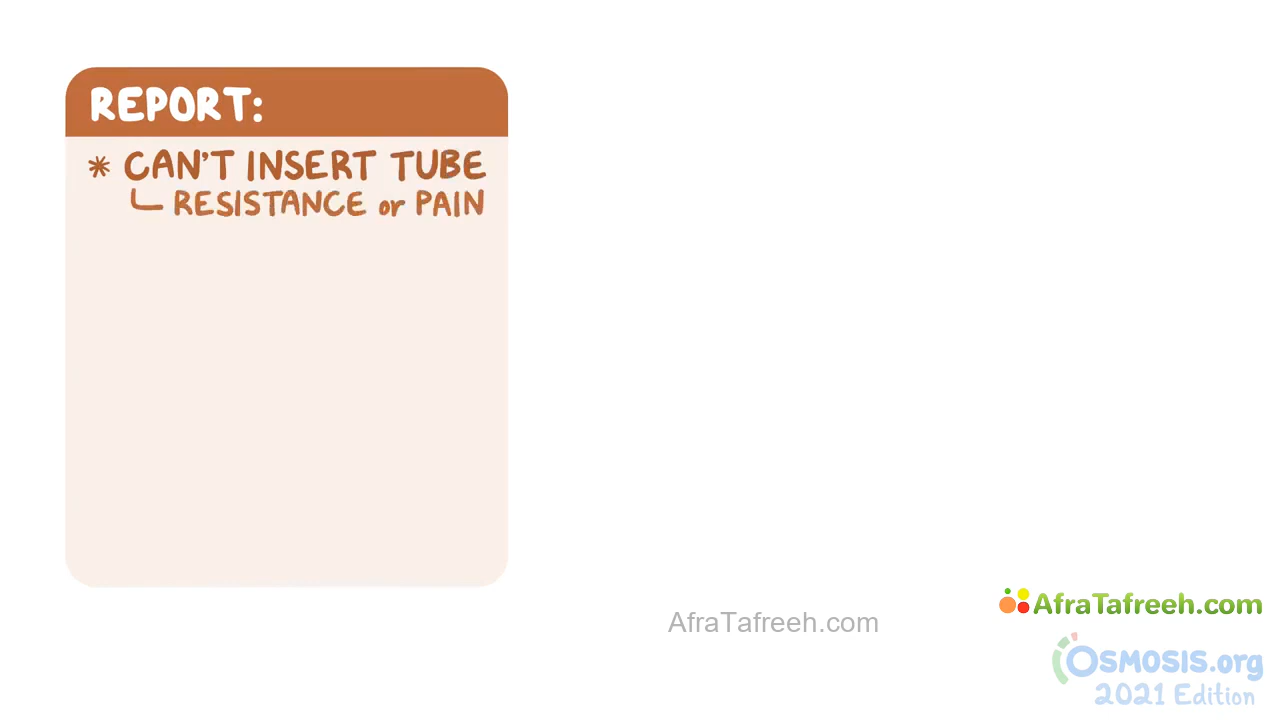 REPORT:
* CAN'T INSERT TUBE
RESISTANCE or PAIN
AfraTafreeh.com
AfraTafreeh.com
OSMOSIS.org
2021 Edition